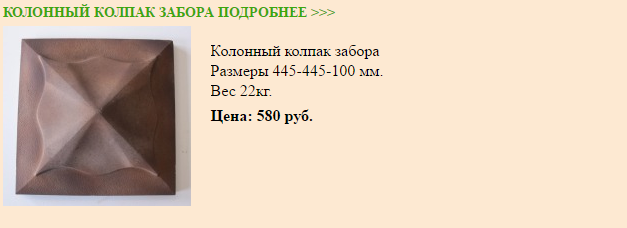 КОЛОННЫЙ КОЛПАК ЗАБОРА ПОДРОБНЕЕ >>>
Колонный колпак забора
Размеры 445-445-100 мм.
Вес 22кг.
Цена: 580 руб.